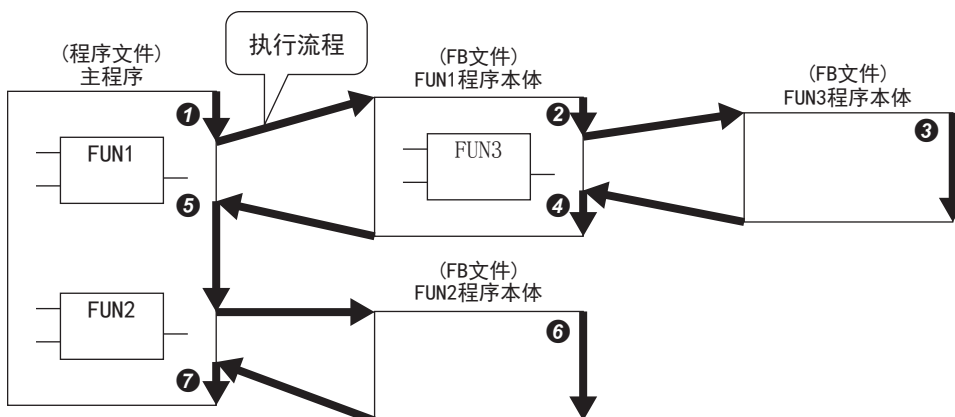 执行流程
(程序文件)
主程序
(FB文件)
FUN1程序本体
(FB文件)
FUN3程序本体
❶
❷
❸
FUN1
FUN3
❺
❹
(FB文件)
FUN2程序本体
FUN2
❻
❼